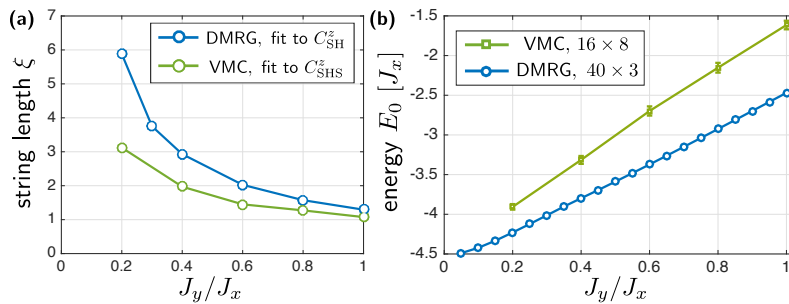 (a)
7
6
5
4
3
2
1
0
0
0.2
0.4
0.6
0.8
1
string length ξ
J_y/J_x
DMRG, fit to C^z_SH
VMC, fit to C^z_SHS
(b)
-1.5
-2
-2.5
-3
-3.5
-4
-4.5
0
0.2
0.4
0.6
0.8
1
energy E_0 [J_x]
J_y/J_x
VMC, 16 × 8
DMRG, 40 × 3